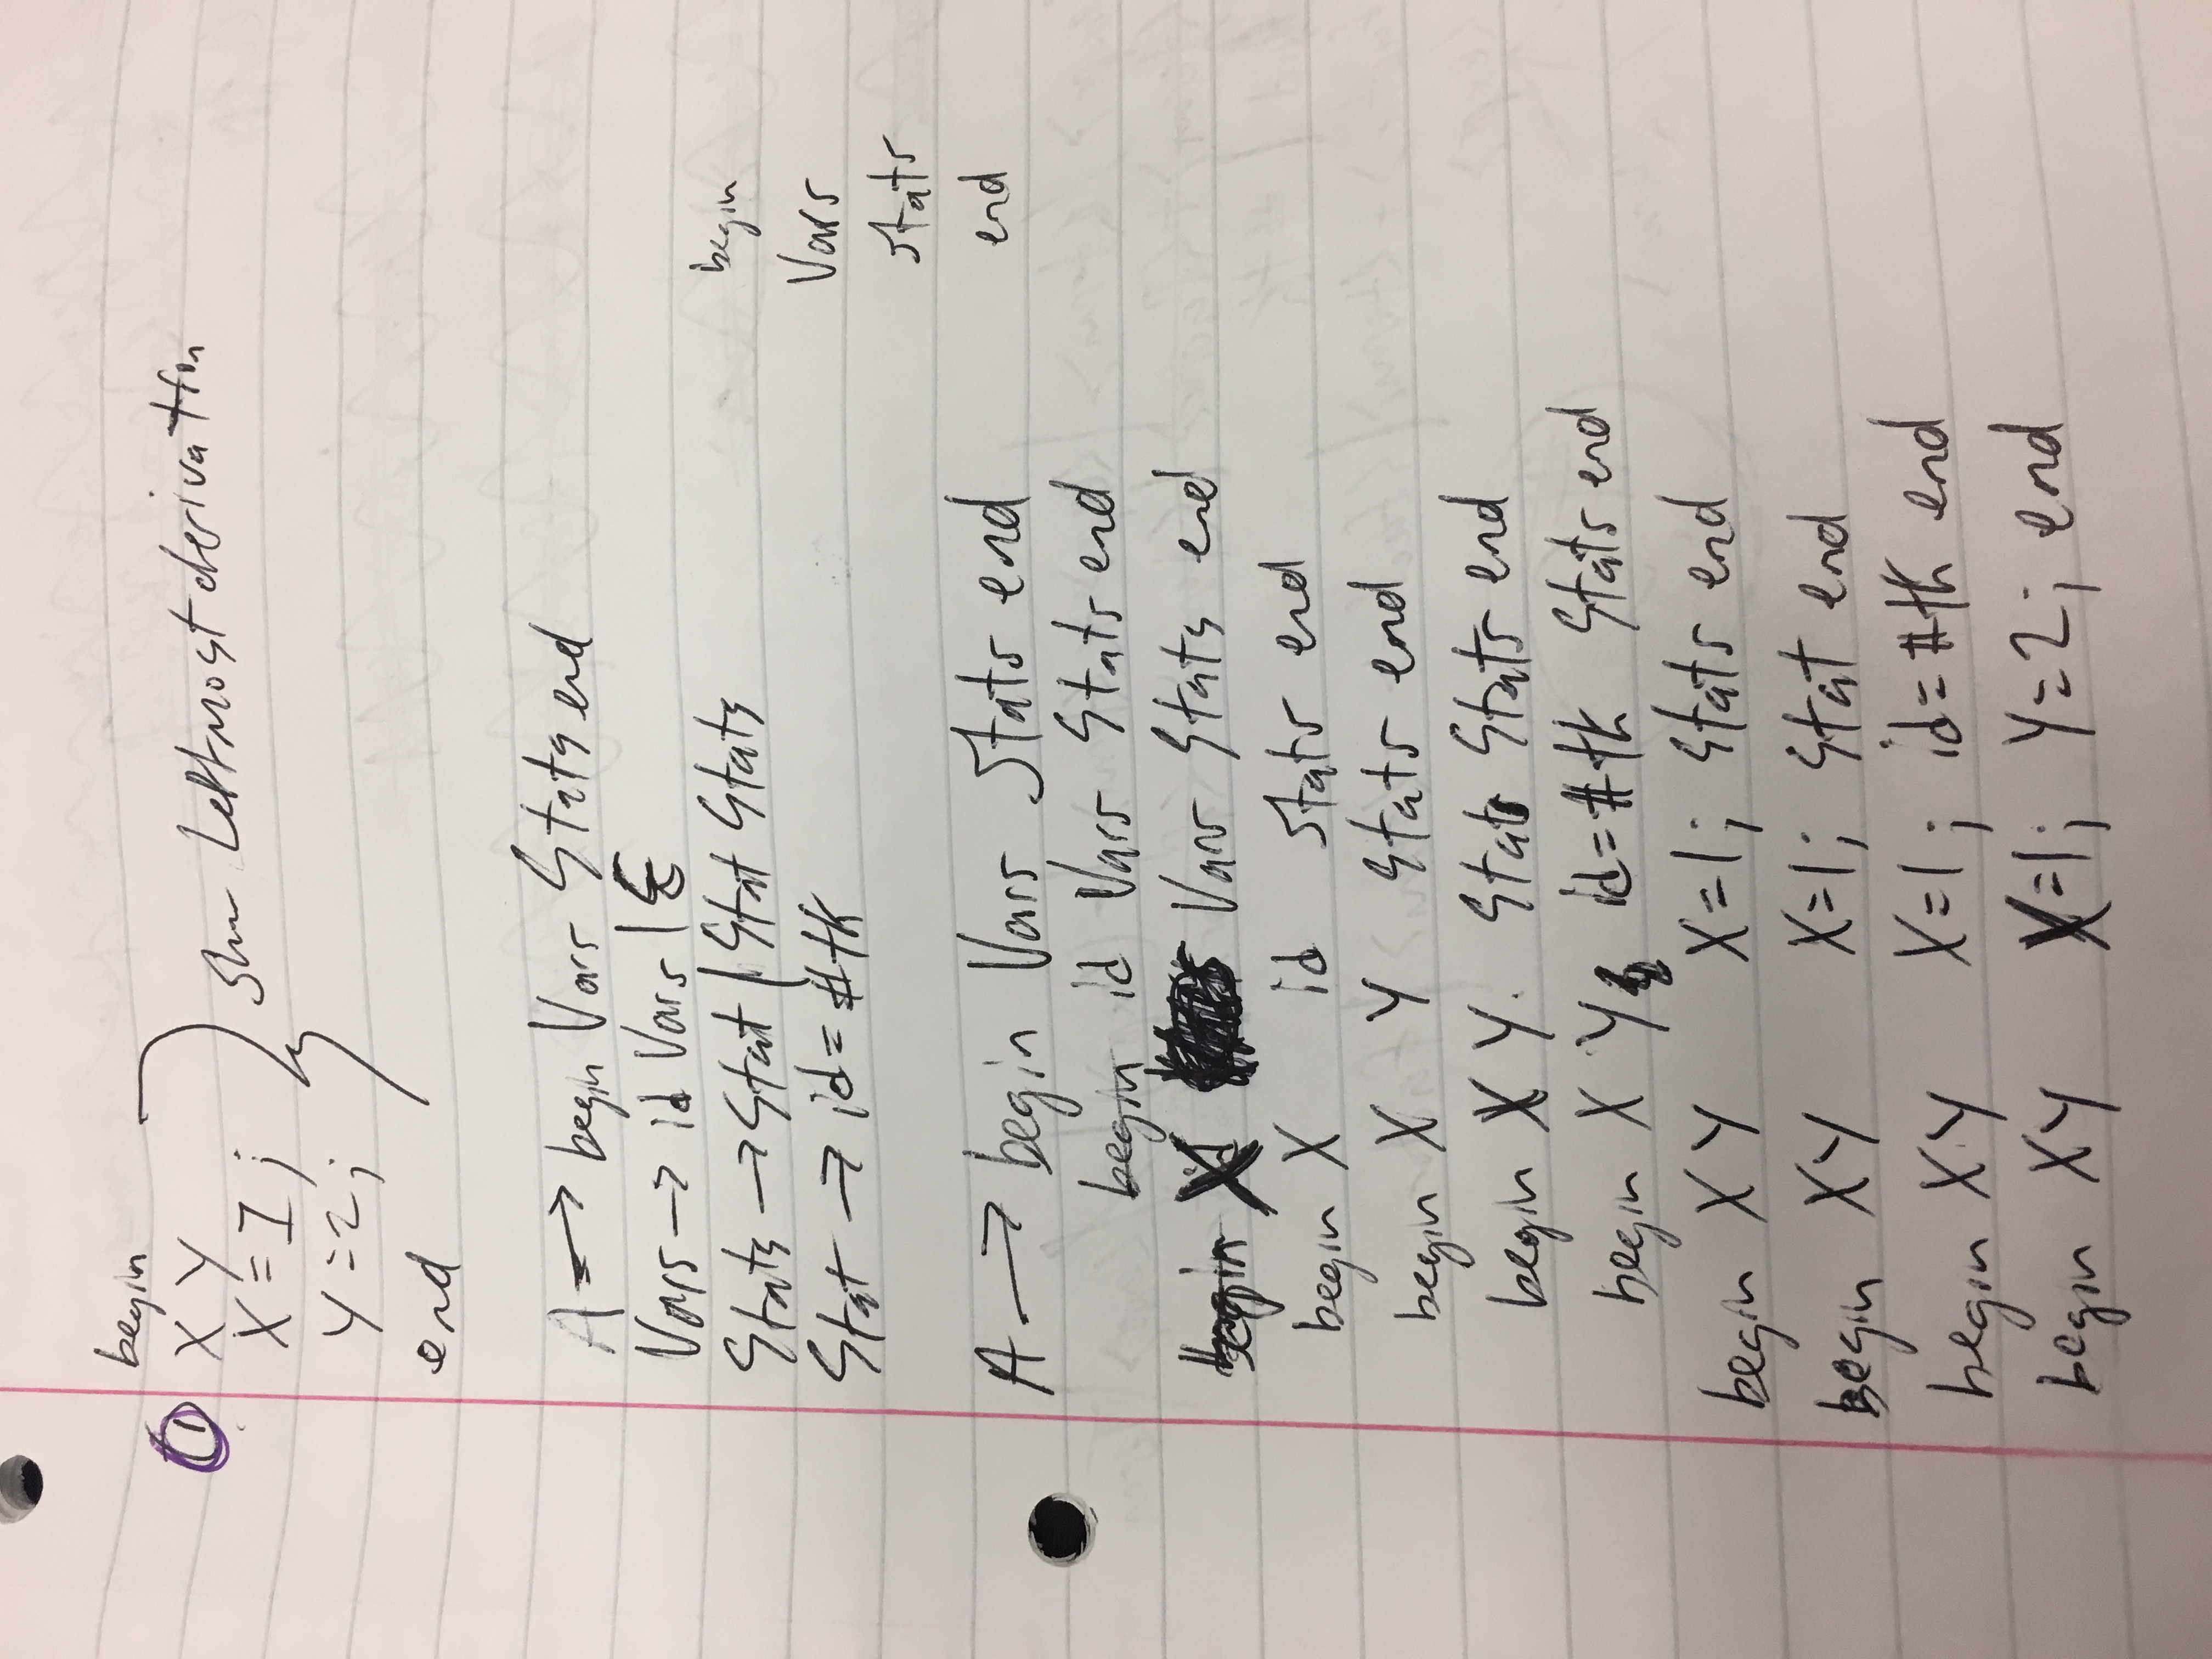 begin
① X Y
X = 1 ;
Y = 2 ;
end
show Leftmost derivation
A → begin Vars Stats end
Vars → id Vars | ε
Stats → Stat | Stat Stats
Stat → id = #tk
begin
Vars
Stats
end
A → begin Vars Stats end
begin id Vars Stats end
begin X Vars Stats end
begin X id Stats end
begin X Y Stats end
begin X Y Stat Stats end
begin X Y id = #tk Stats end
begin X Y X = 1 ; Stats end
begin X Y X = 1 ; Stat end
begin X Y X = 1 ; id = #tk end
begin X Y X = 1 ; Y = 2 ; end